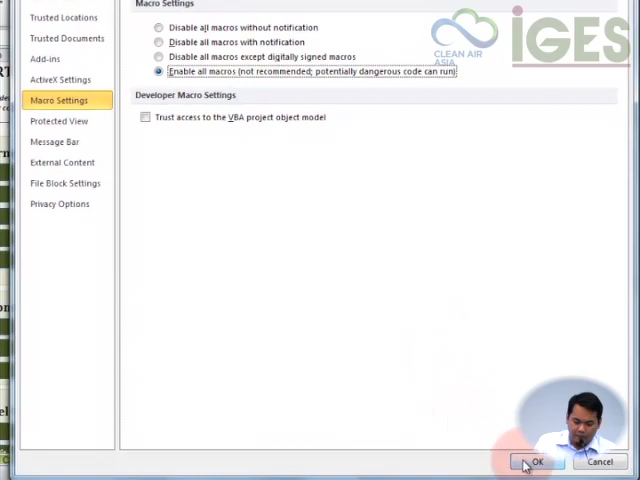 Macro Settings
Trusted Locations
Trusted Documents
Add-ins
ActiveX Settings
Macro Settings
Protected View
Message Bar
External Content
File Block Settings
Privacy Options
Disable all macros without notification
Disable all macros with notification
Disable all macros except digitally signed macros
Enable all macros (not recommended; potentially dangerous code can run)
Developer Macro Settings
Trust access to the VBA project object model
CLEAN AIR
ASIA
iGES
OK
Cancel